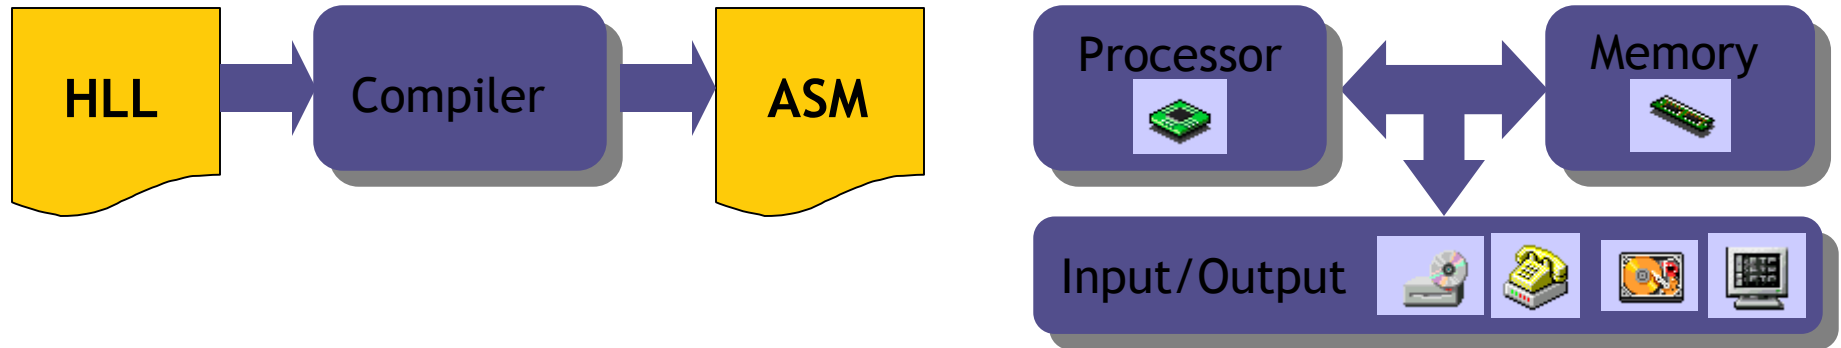 HLL
Compiler
ASM
Processor
Memory
Input/Output